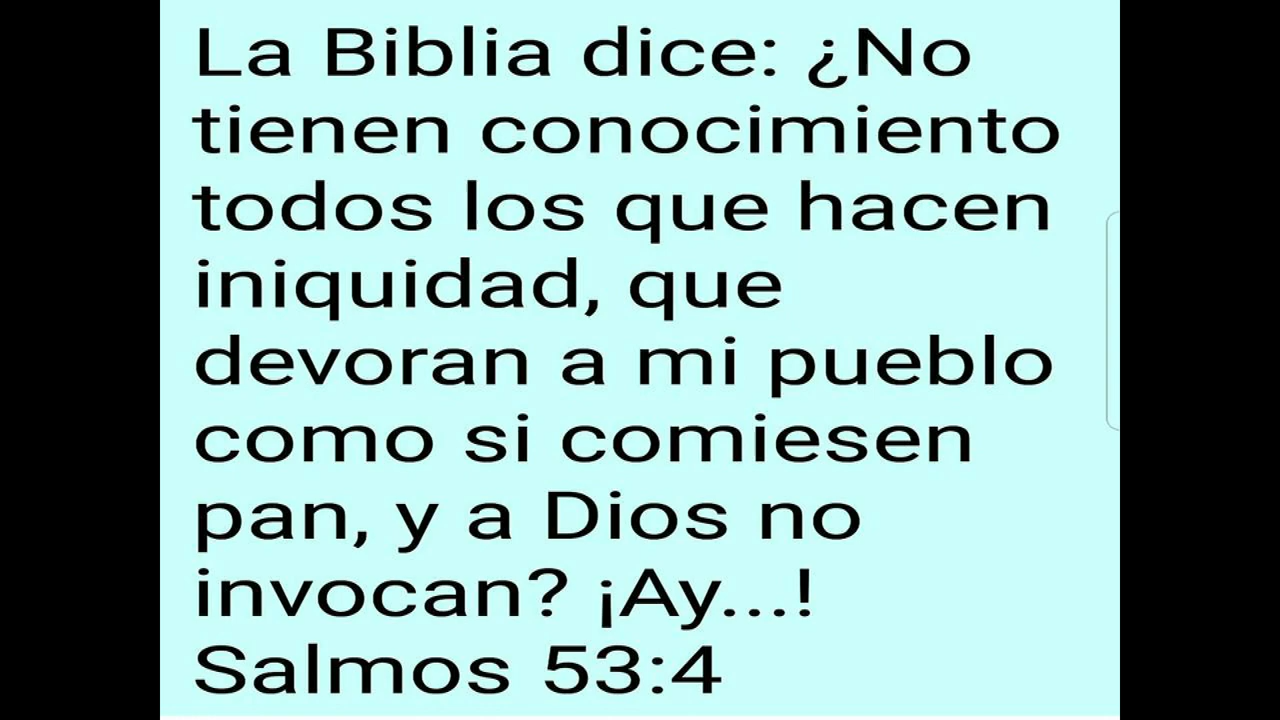 La Biblia dice: ¿No
tienen conocimiento
todos los que hacen
iniquidad, que
devoran a mi pueblo
como si comiesen
pan, y a Dios no
invocan? ¡Ay...!
Salmos 53:4